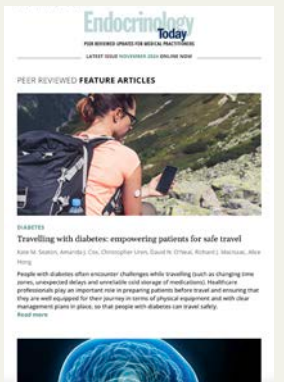 Endocrinology
Today
PEER REVIEWED UPDATES FOR MEDICAL PRACTITIONERS
LATEST ISSUE NOVEMBER 2024 ONLINE NOW
PEER REVIEWED FEATURE ARTICLES
DIABETES
Travelling with diabetes: empowering patients for safe travel
Kate M. Seaton, Amanda J. Cox, Christopher Uren, David N. O'Neal, Richard J. MacIsaac, Alice
Hong
People with diabetes often encounter challenges while travelling (such as changing time
zones, unexpected delays and unreliable cold storage of medications). Healthcare
professionals play an important role in preparing patients before travel and ensuring that
they are well equipped for their journey in terms of physical equipment and with clear
management plans in place, so that people with diabetes can travel safely.
Read more